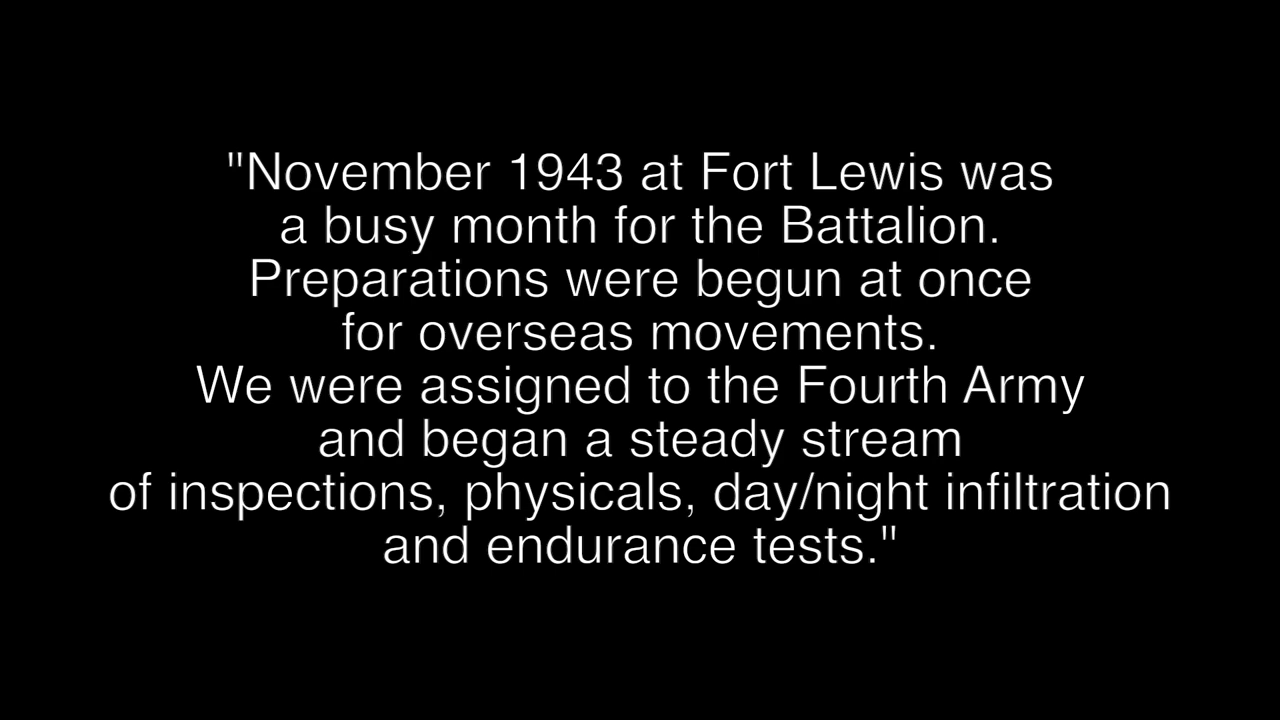 "November 1943 at Fort Lewis was
a busy month for the Battalion.
Preparations were begun at once
for overseas movements.
We were assigned to the Fourth Army
and began a steady stream
of inspections, physicals, day/night infiltration
and endurance tests."